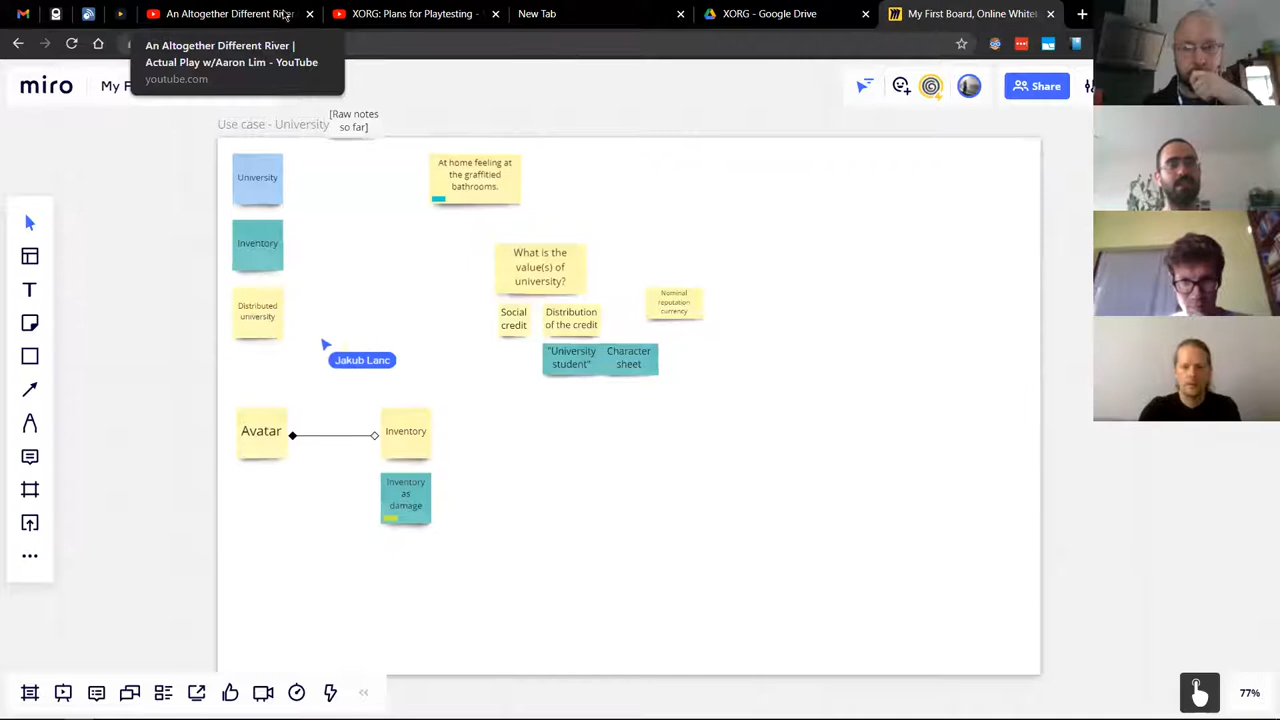 An Altogether Different River
XORG: Plans for Playtesting -
New Tab
XORG - Google Drive
My First Board, Online White
An Altogether Different River |
Actual Play w/Aaron Lim - YouTube
youtube.com
miro
My F
Share
Use case - University
[Raw notes
so far]
University
At home feeling at
the graffitied
bathrooms.
Inventory
What is the
value(s) of
university?
Distributed
university
Social
credit
Distribution
of the credit
Nominal
reputation
currency
"University
student"
Character
sheet
Jakub Lanc
Avatar
Inventory
Inventory
as
damage
77%